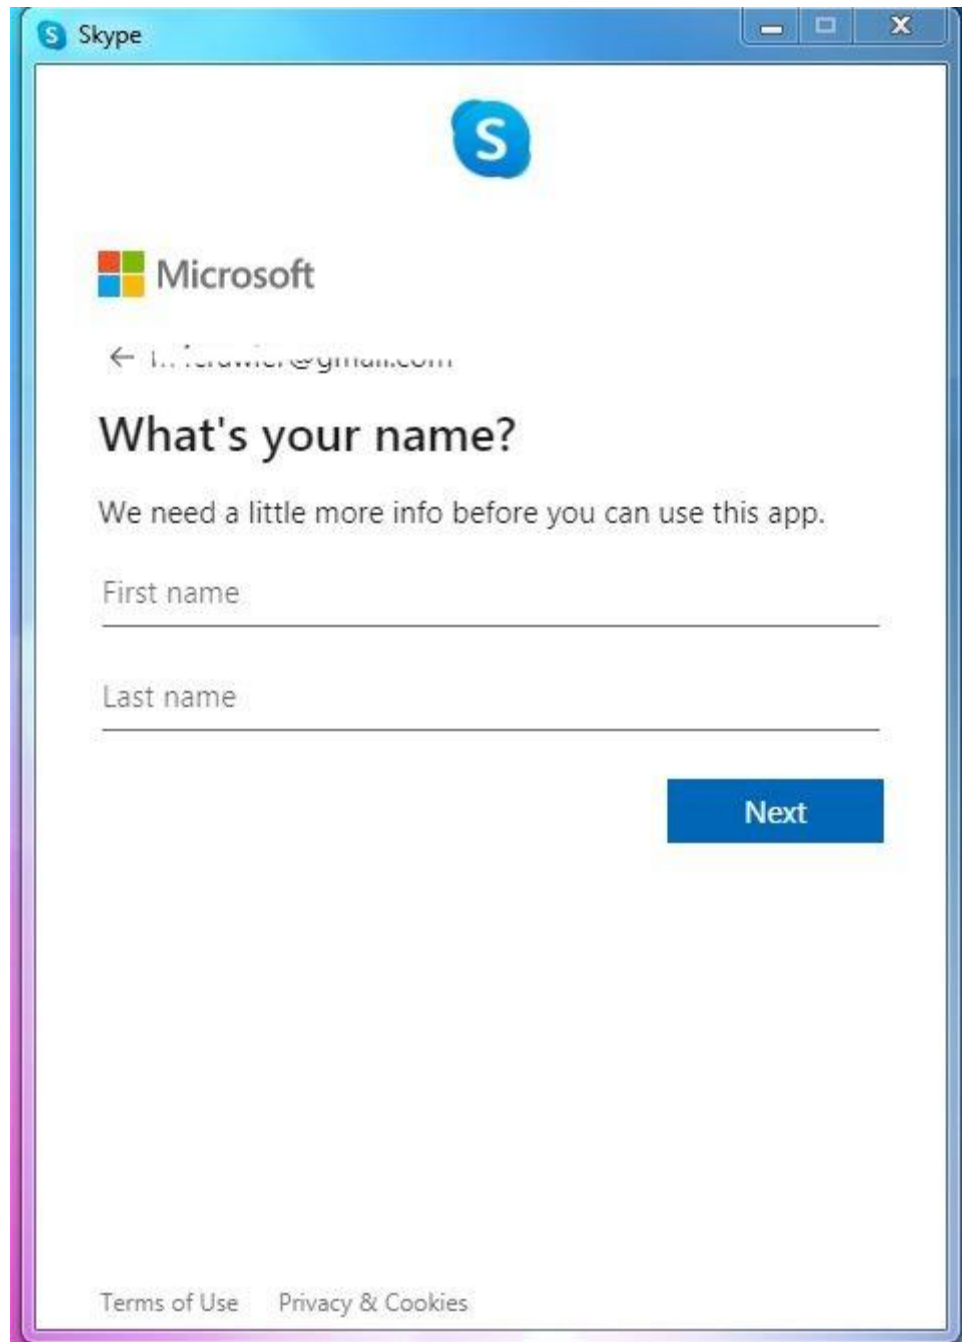 Skype
Microsoft
What's your name?
We need a little more info before you can use this app.
First name
Last name
Next
Terms of Use Privacy & Cookies